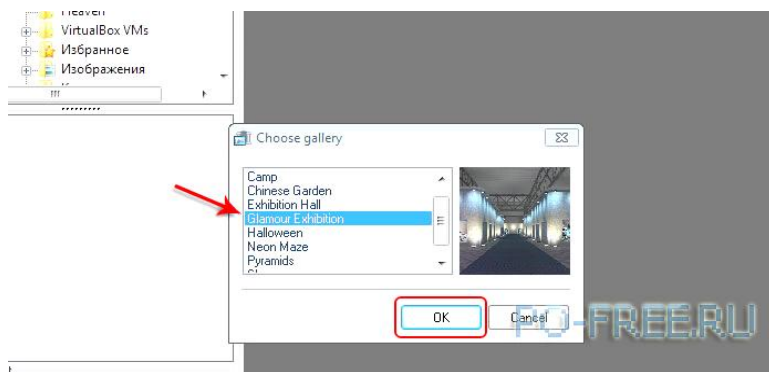 Heaven
VirtualBox VMs
Избранное
Изображения
Choose gallery
Camp
Chinese Garden
Exhibition Hall
Glamour Exhibition
Halloween
Neon Maze
Pyramids
OK
Cancel
PO-FREE.RU